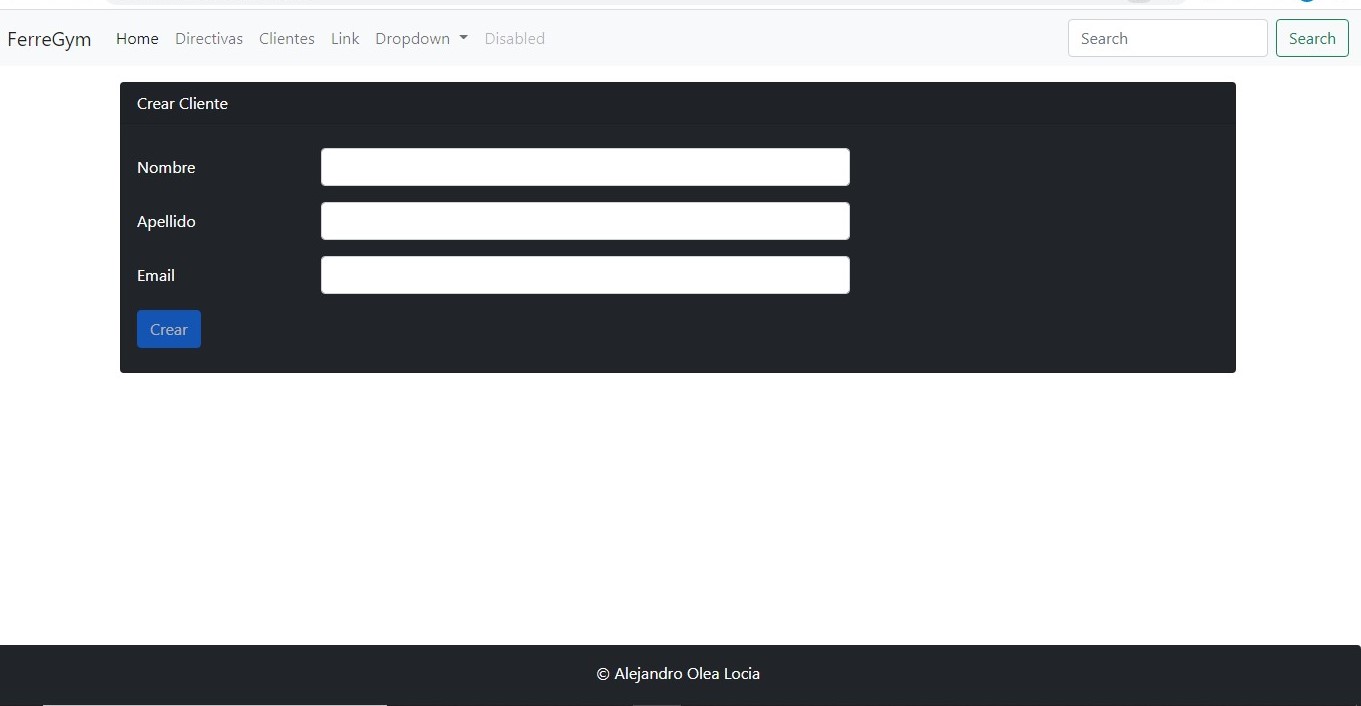 FerreGym Home Directivas Clientes Link Dropdown Disabled Search Search
Crear Cliente
Nombre
Apellido
Email
Crear
© Alejandro Olea Locia